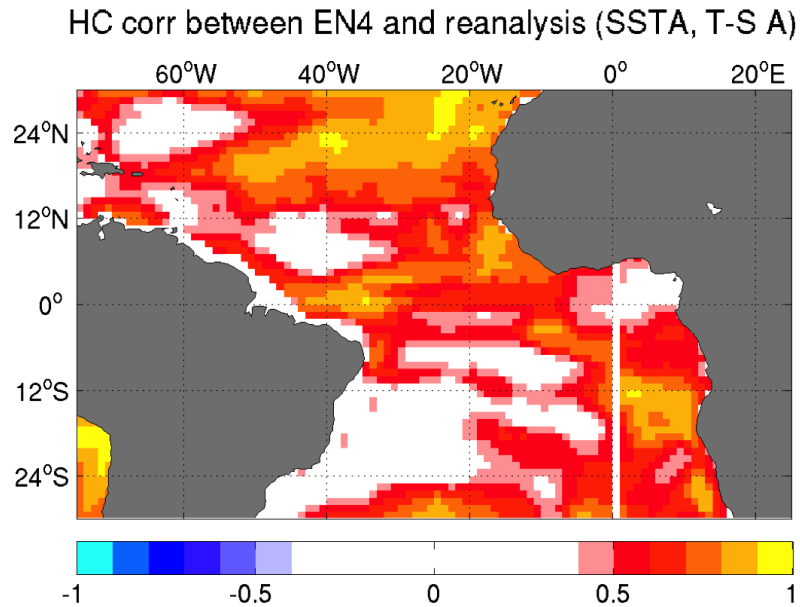 HC corr between EN4 and reanalysis (SSTA, T-S A)
60°W 40°W 20°W 0° 20°E
24°N
12°N
0°
12°S
24°S
-1 -0.5 0 0.5 1